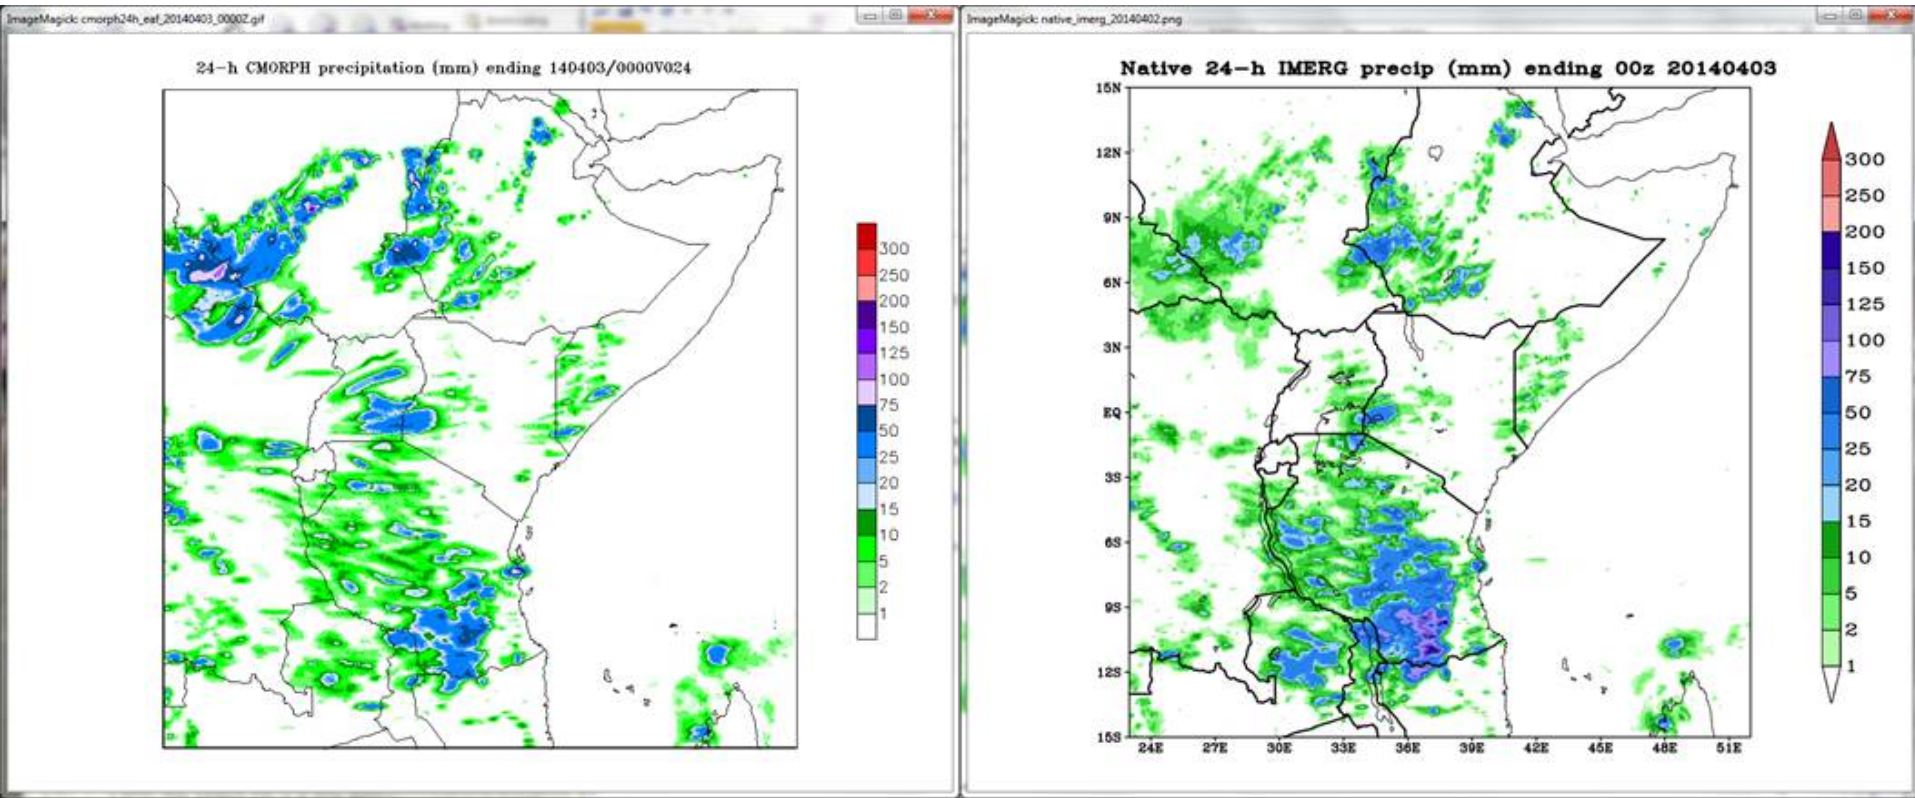 ImageMagick: cmorph24h_eaf_20140403_0000Z.gif
24-h CMORPH precipitation (mm) ending 140403/0000V024
300
250
200
150
125
100
75
50
25
20
15
10
5
2
1
ImageMagick: native_imerg_20140402.png
Native 24-h IMERG precip (mm) ending 00z 20140403
15N
12N
9N
6N
3N
EQ
3S
6S
9S
12S
15S
24E 27E 30E 33E 36E 39E 42E 45E 48E 51E
300
250
200
150
125
100
75
50
25
20
15
10
5
2
1